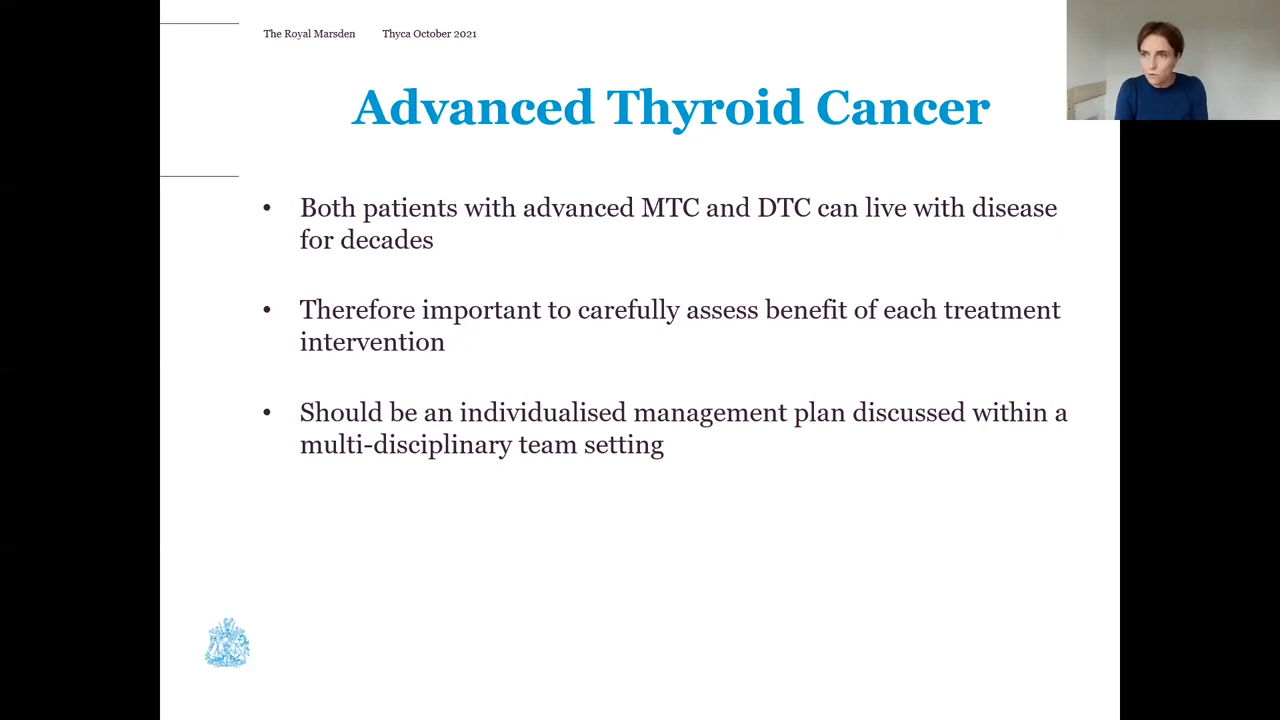 The Royal Marsden Thyca October 2021
Advanced Thyroid Cancer
• Both patients with advanced MTC and DTC can live with disease
for decades
• Therefore important to carefully assess benefit of each treatment
intervention
• Should be an individualised management plan discussed within a
multi-disciplinary team setting